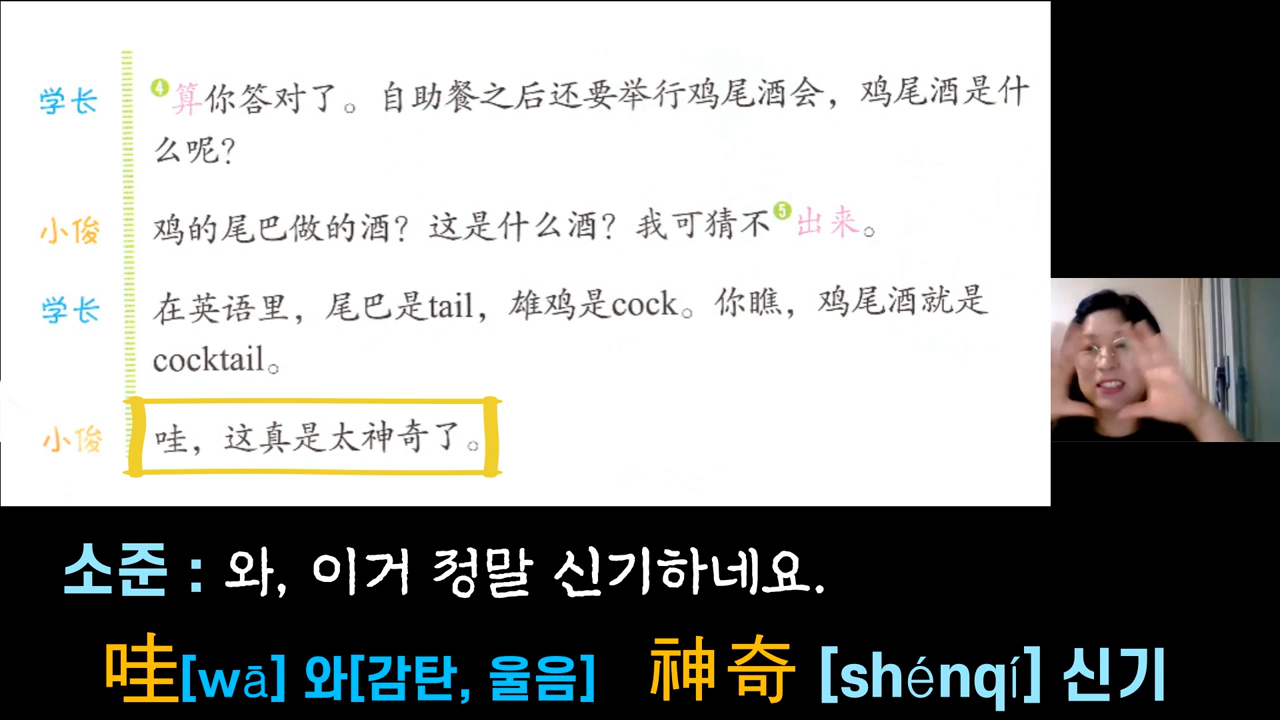 学长 ④算你答对了。自助餐之后还要举行鸡尾酒会，鸡尾酒是什
么呢？
小俊 鸡的尾巴做的酒？这是什么酒？我可猜不⑤出来。
学长 在英语里，尾巴是tail，雄鸡是cock。你瞧，鸡尾酒就是
cocktail。
小俊 哇，这真是太神奇了。
소준 : 와, 이거 정말 신기하네요.
哇[wā] 와[감탄, 울음] 神奇 [shénqí] 신기